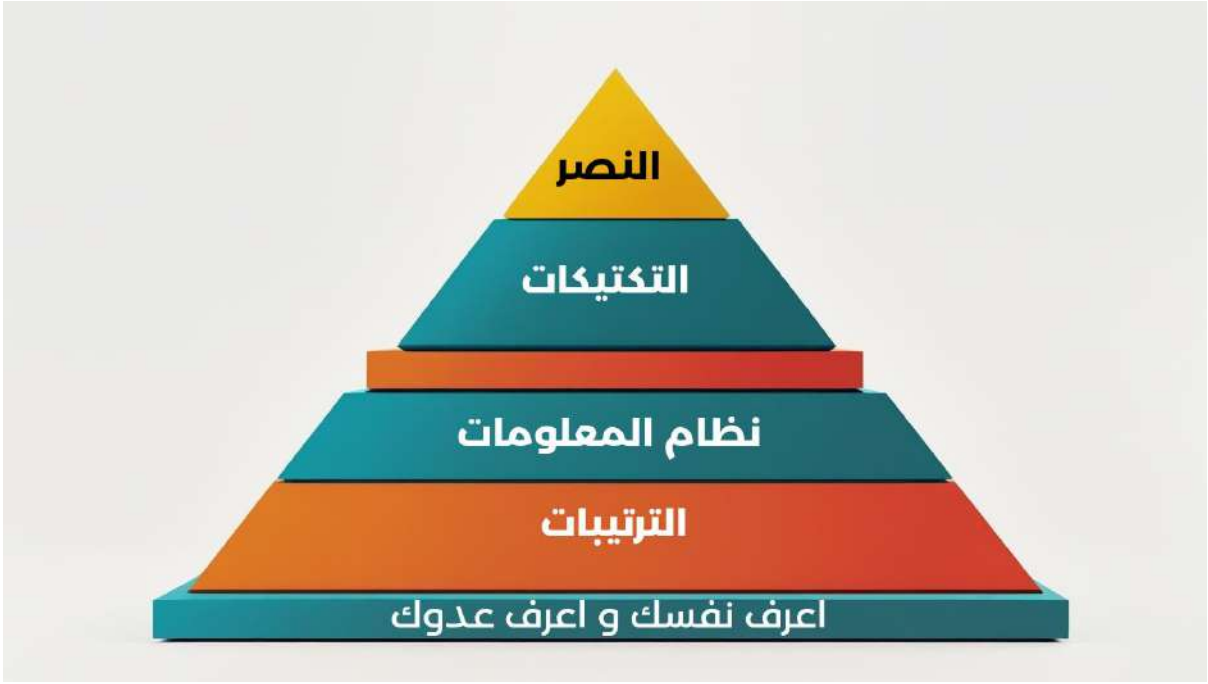 النصر
التكتيكات
نظام المعلومات
الترتيبات
اعرف نفسك و اعرف عدوك